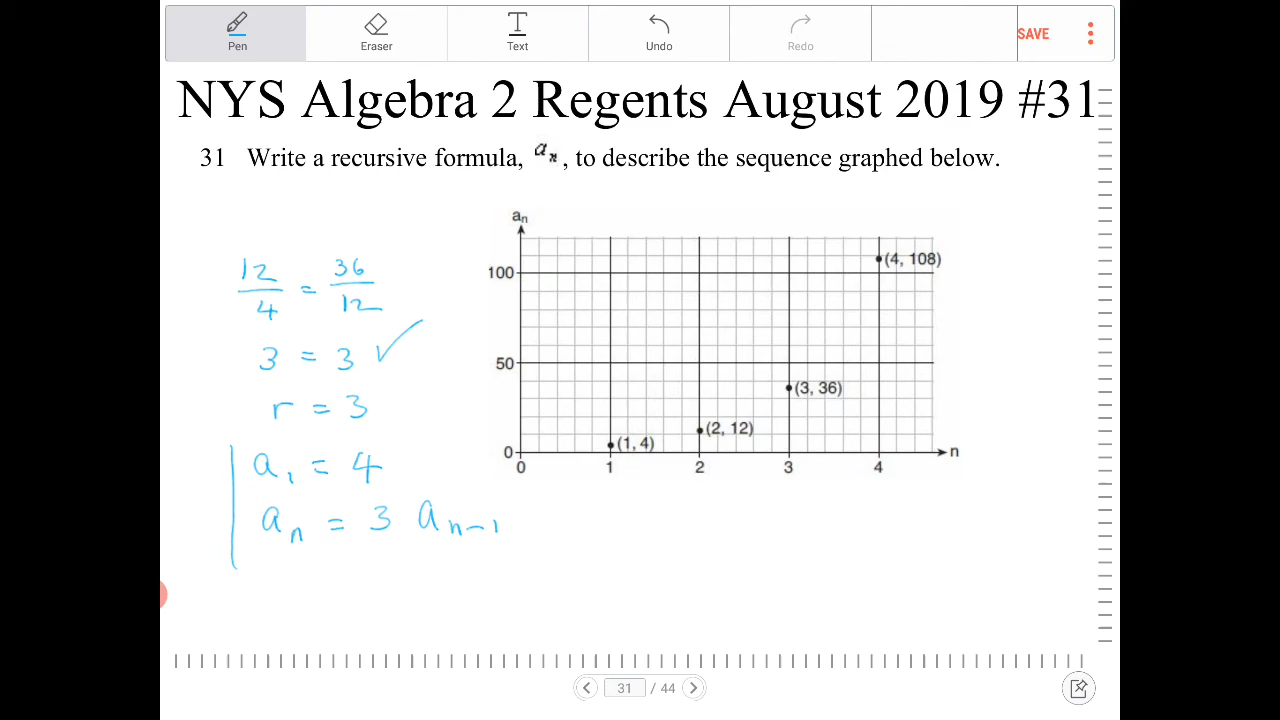 Pen Eraser Text Undo Redo SAVE
NYS Algebra 2 Regents August 2019 #31
31 Write a recursive formula, aₙ, to describe the sequence graphed below.
aₙ
100
50
0
0 1 2 3 4 n
(4, 108)
(3, 36)
(2, 12)
(1, 4)
12/4 = 36/12
3 = 3 ✓
r = 3
a₁ = 4
aₙ = 3 aₙ₋₁
31 / 44